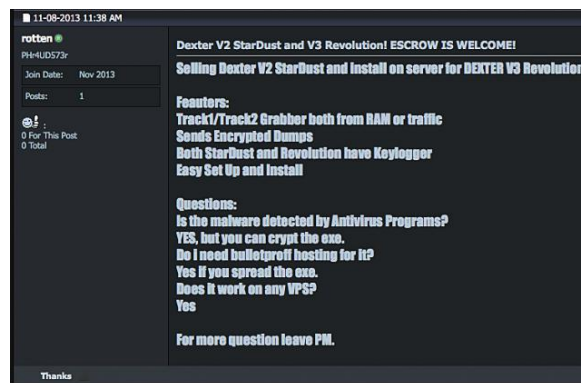 11-08-2013 11:38 AM
rotten
PHr4UD573r
Join Date: Nov 2013
Posts: 1
:
0 For This Post
0 Total
Dexter V2 StarDust and V3 Revolution! ESCROW IS WELCOME!
Selling Dexter V2 StarDust and install on server for DEXTER V3 Revolution
Feauters:
Track1/Track2 Grabber both from RAM or traffic
Sends Encrypted Dumps
Both StarDust and Revolution have Keylogger
Easy Set Up and Install
Questions:
Is the malware detected by Antivirus Programs?
YES, but you can crypt the exe.
Do i need bulletproff hosting for it?
Yes if you spread the exe.
Does it work on any VPS?
Yes
For more question leave PM.
Thanks